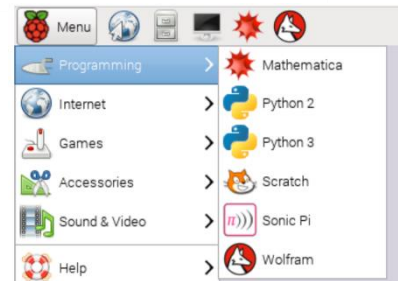 Menu
Programming
Mathematica
Internet
Python 2
Games
Python 3
Accessories
Scratch
Sound & Video
π)))
Sonic Pi
Help
Wolfram